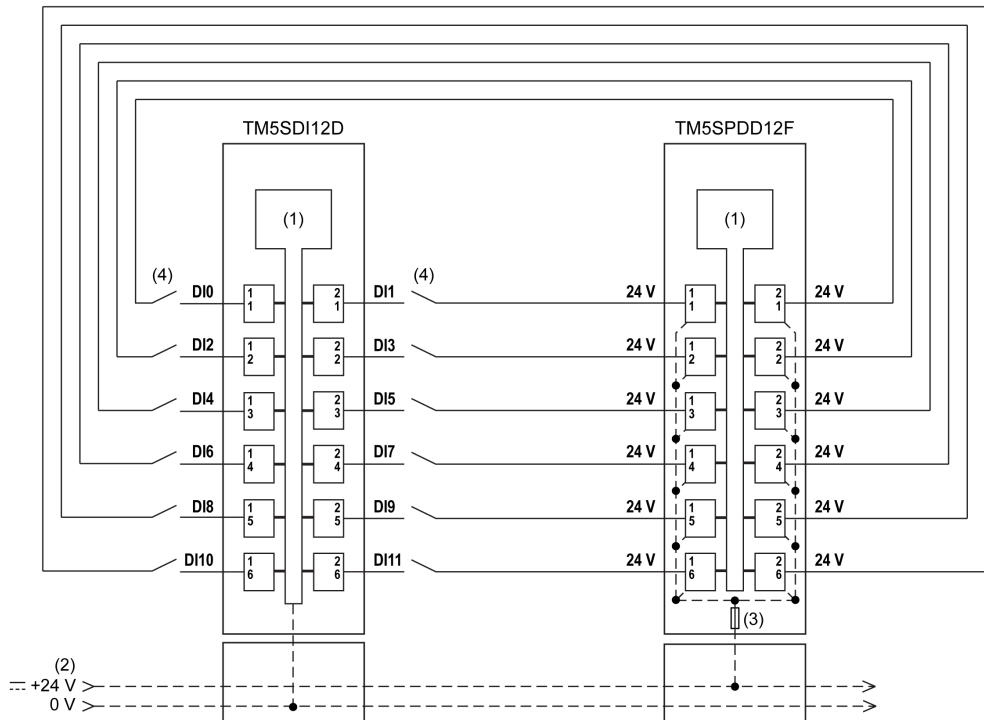 TM5SDI12D TM5SPDD12F
(1) (1)
(4) (4)
DI0 1 1 2 1 DI1 24 V 1 1 2 1 24 V
DI2 1 2 2 2 DI3 24 V 1 2 2 2 24 V
DI4 1 3 2 3 DI5 24 V 1 3 2 3 24 V
DI6 1 4 2 4 DI7 24 V 1 4 2 4 24 V
DI8 1 5 2 5 DI9 24 V 1 5 2 5 24 V
DI10 1 6 2 6 DI11 24 V 1 6 2 6 24 V
(3)
(2)
+24 V
0 V